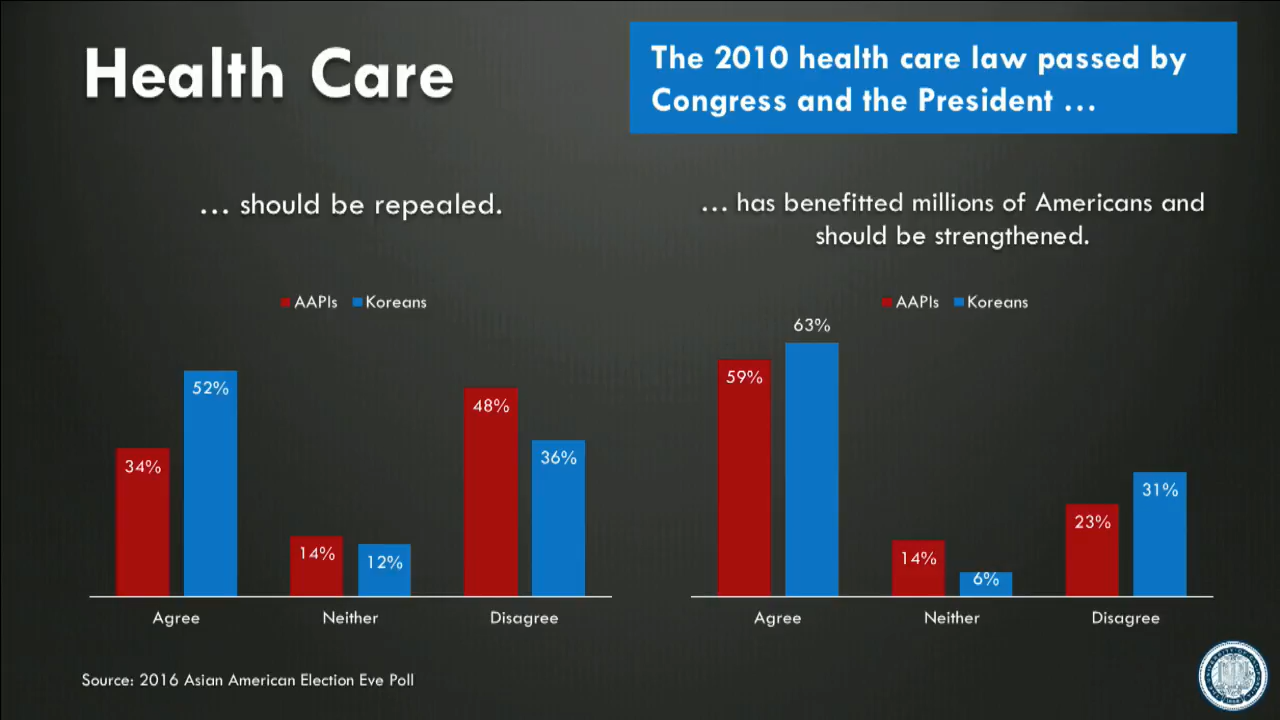 Health Care
The 2010 health care law passed by
Congress and the President …
… should be repealed.
AAPIs Koreans
34%
52%
14%
12%
48%
36%
Agree Neither Disagree
… has benefitted millions of Americans and
should be strengthened.
AAPIs Koreans
59%
63%
14%
6%
23%
31%
Agree Neither Disagree
Source: 2016 Asian American Election Eve Poll